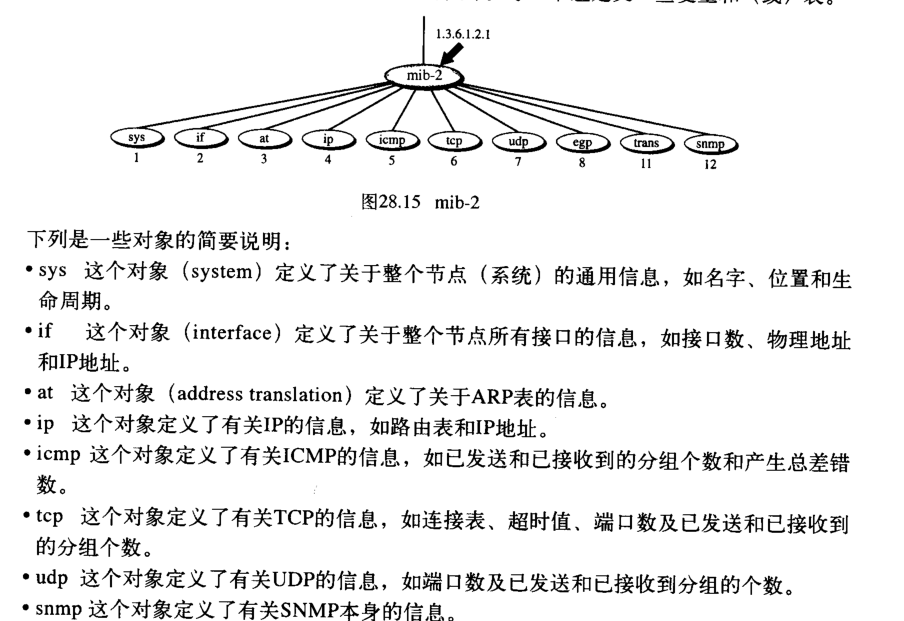 1.3.6.1.2.1
mib-2
sys if at ip icmp tcp udp egp trans snmp
1 2 3 4 5 6 7 8 11 12
图28.15 mib-2
下列是一些对象的简要说明：
• sys 这个对象（system）定义了关于整个节点（系统）的通用信息，如名字、位置和生
命周期。
• if 这个对象（interface）定义了关于整个节点所有接口的信息，如接口数、物理地址
和IP地址。
• at 这个对象（address translation）定义了关于ARP表的信息。
• ip 这个对象定义了有关IP的信息，如路由表和IP地址。
• icmp 这个对象定义了有关ICMP的信息，如已发送和已接收到的分组个数和产生总差错
数。
• tcp 这个对象定义了有关TCP的信息，如连接表、超时值、端口数及已发送和已接收到
的分组个数。
• udp 这个对象定义了有关UDP的信息，如端口数及已发送和已接收到分组的个数。
• snmp 这个对象定义了有关SNMP本身的信息。